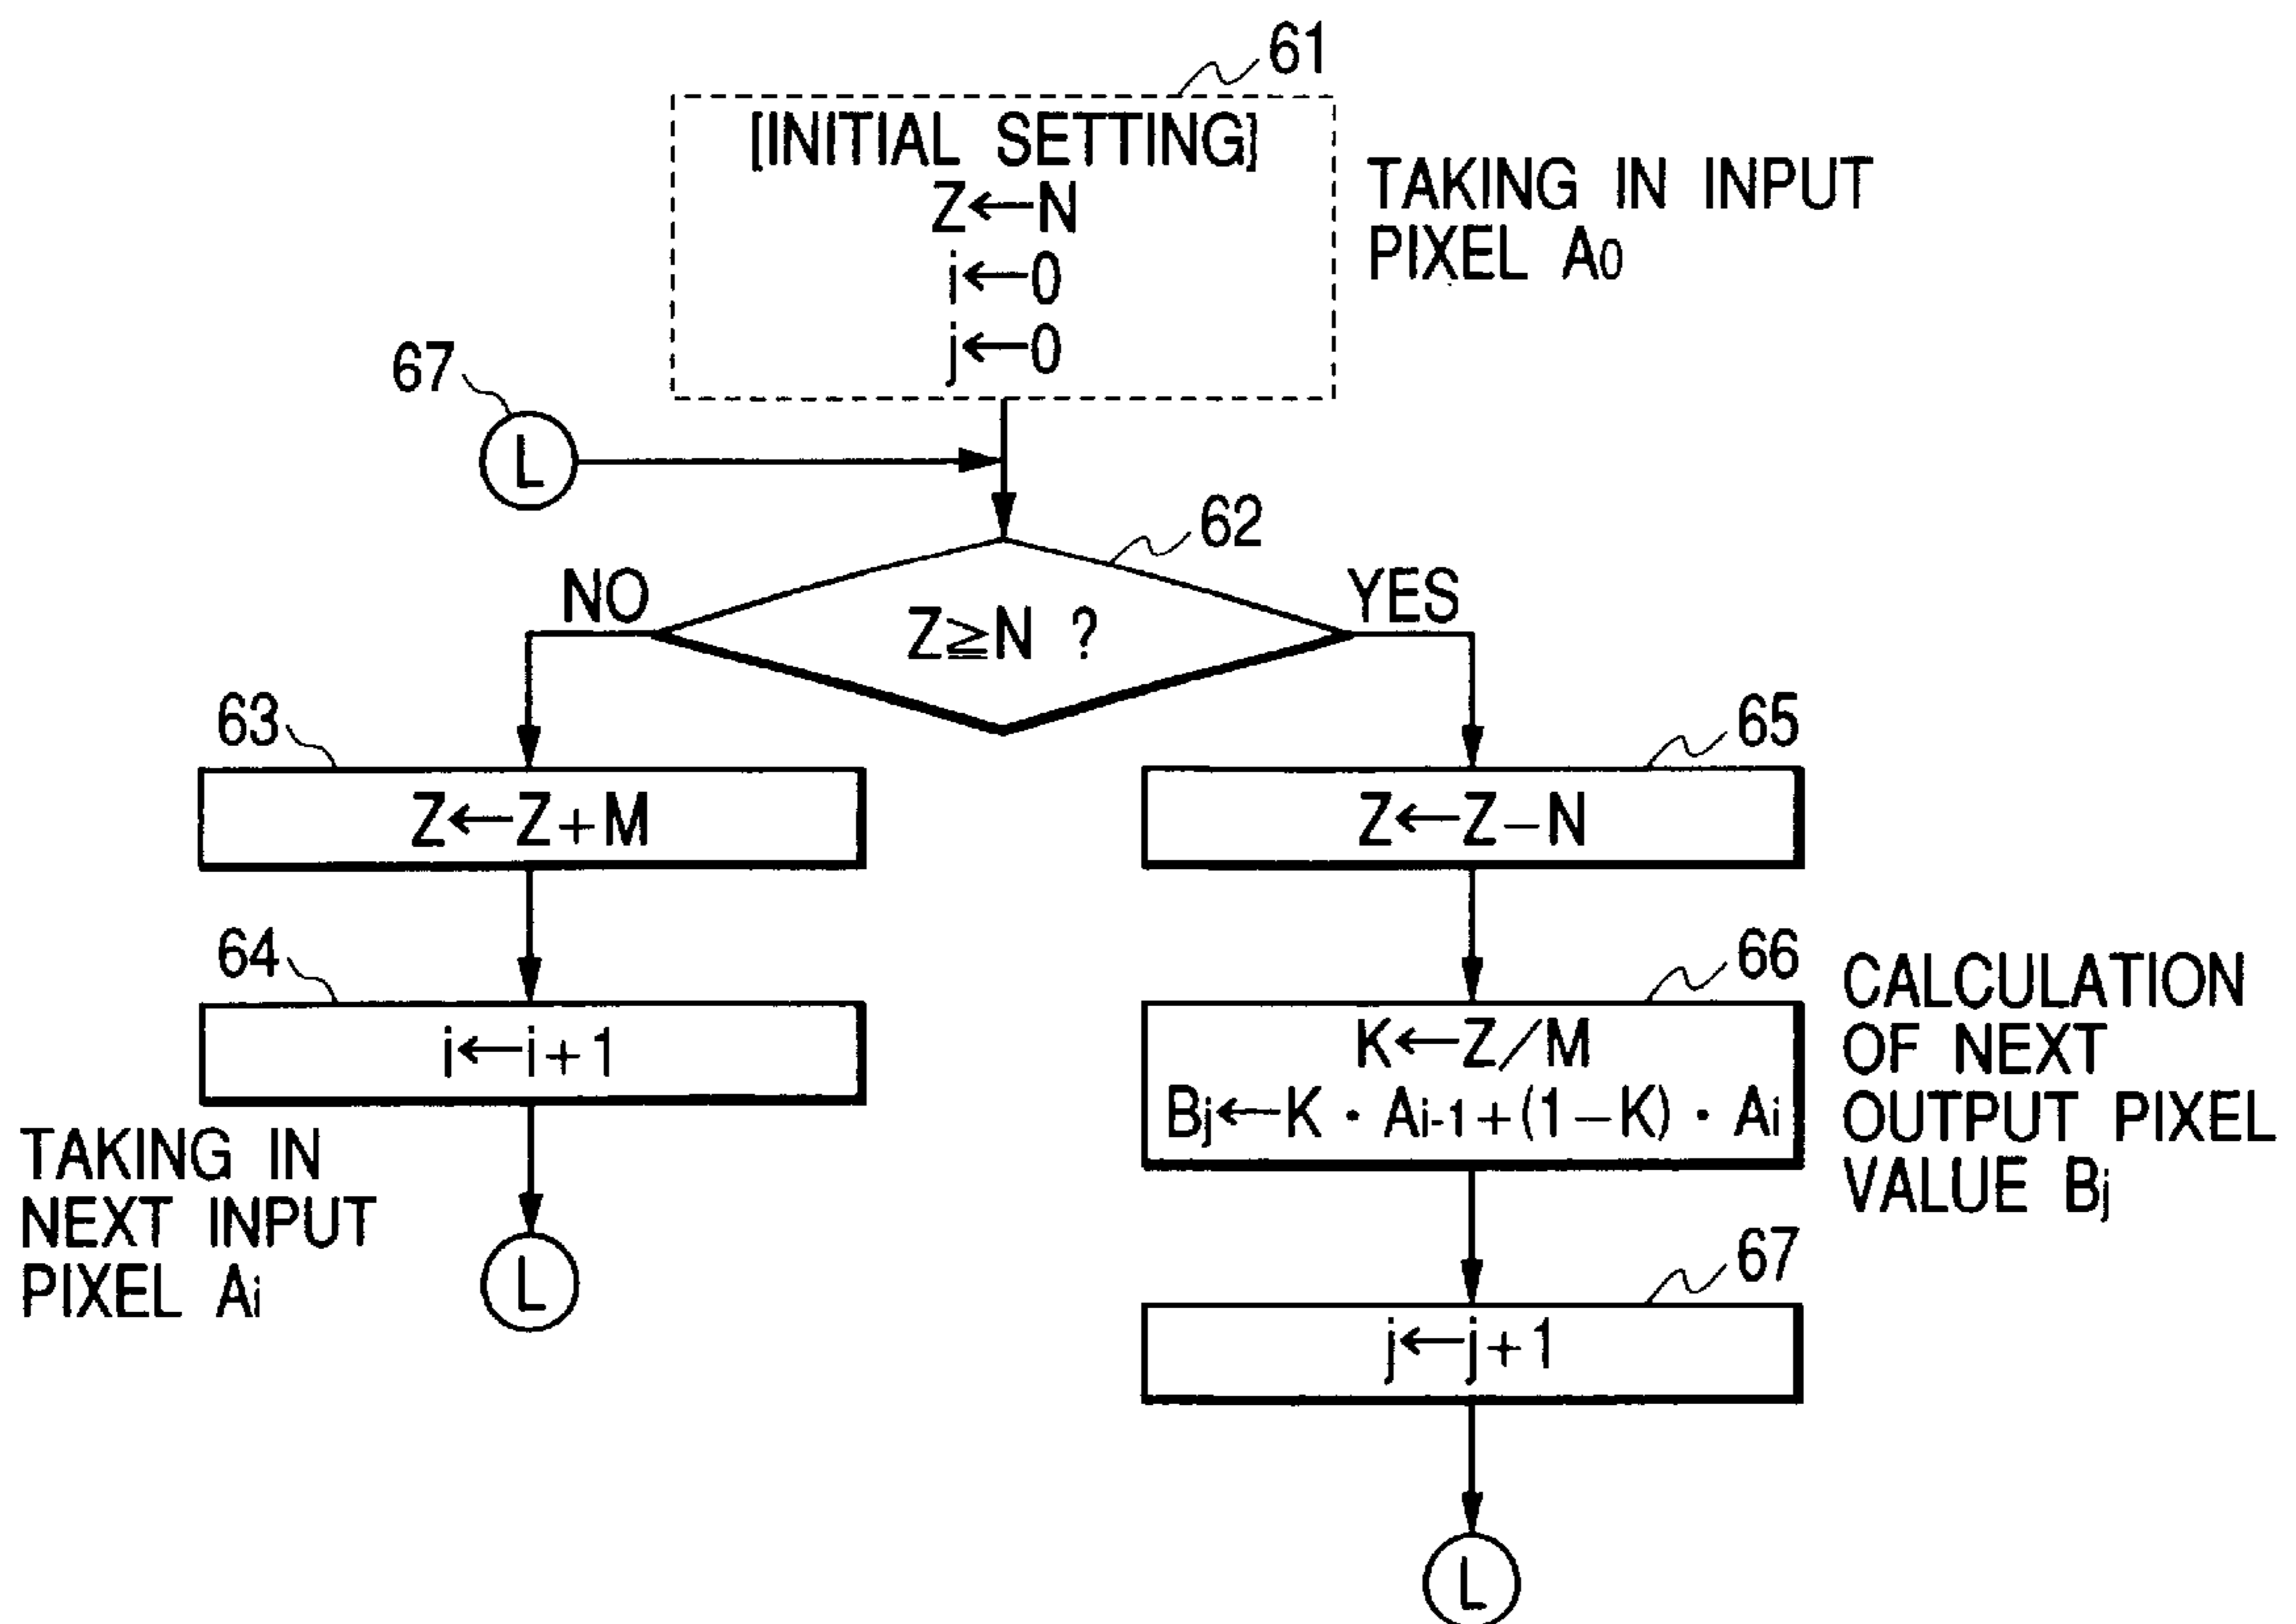 61
[INITIAL SETTING]
Z←N
i←0
j←0
TAKING IN INPUT
PIXEL A0
67
L
62
NO
YES
Z≧N ?
63
Z←Z+M
65
Z←Z−N
64
i←i+1
66
K←Z/M
Bj←K · Ai-1+(1−K) · Ai
CALCULATION
OF NEXT
OUTPUT PIXEL
VALUE Bj
TAKING IN
NEXT INPUT
PIXEL Ai
L
67
j←j+1
L